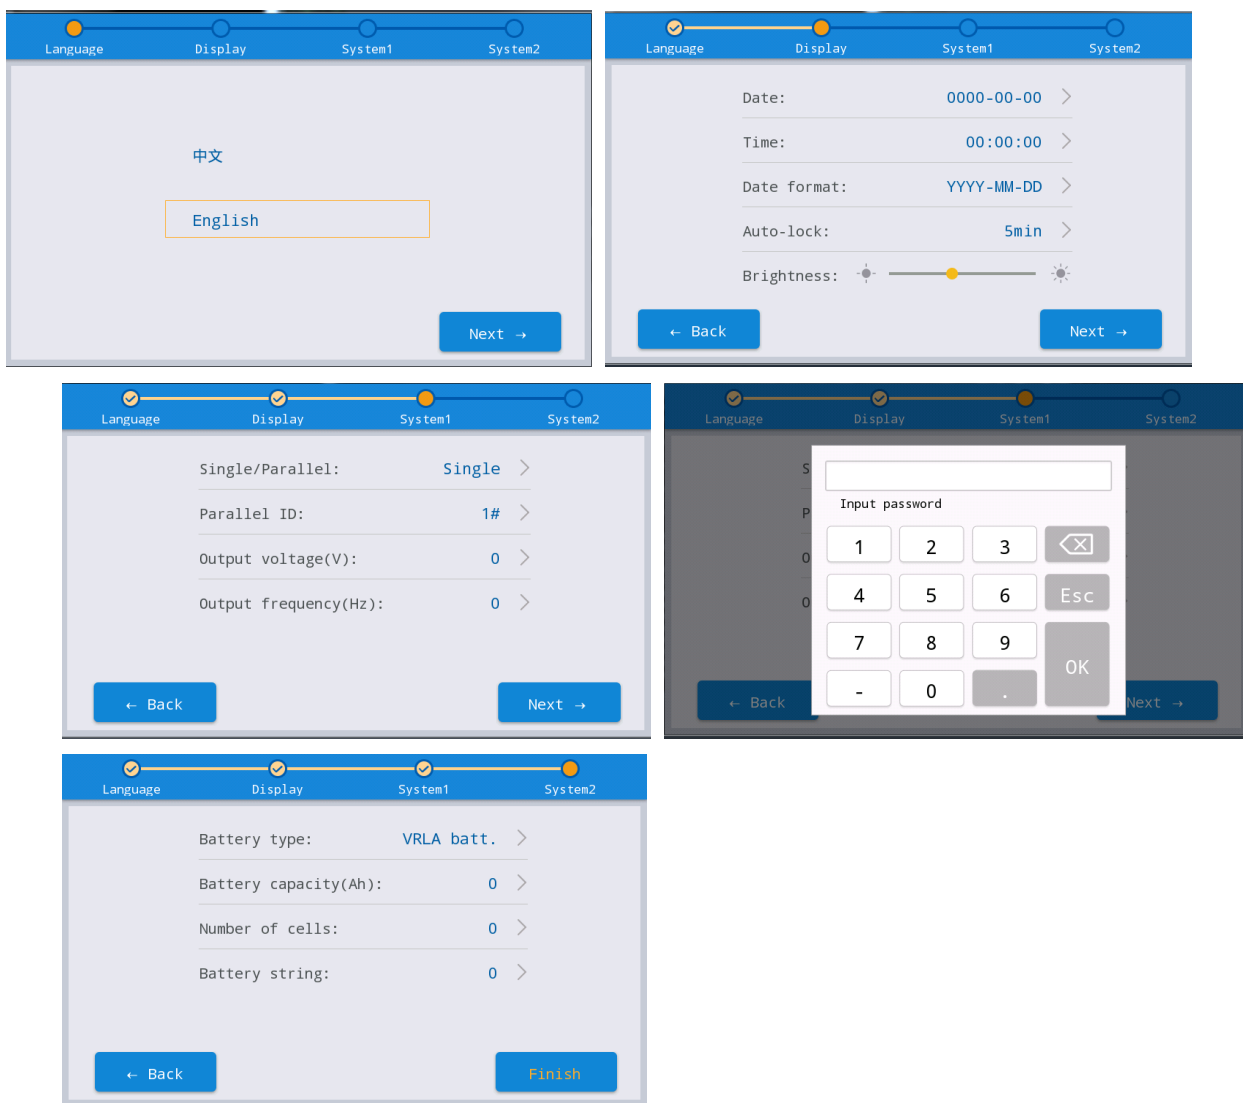 Language Display System1 System2
中文
English
Next →
Language Display System1 System2
Date: 0000-00-00
Time: 00:00:00
Date format: YYYY-MM-DD
Auto-lock: 5min
Brightness:
← Back Next →
Language Display System1 System2
Single/Parallel: Single
Parallel ID: 1#
Output voltage(V): 0
Output frequency(Hz): 0
← Back Next →
Language Display System1 System2
S
Input password
P
1 2 3
O
4 5 6 Esc
O
7 8 9
OK
- 0 .
← Back Next →
Language Display System1 System2
Battery type: VRLA batt.
Battery capacity(Ah): 0
Number of cells: 0
Battery string: 0
← Back Finish